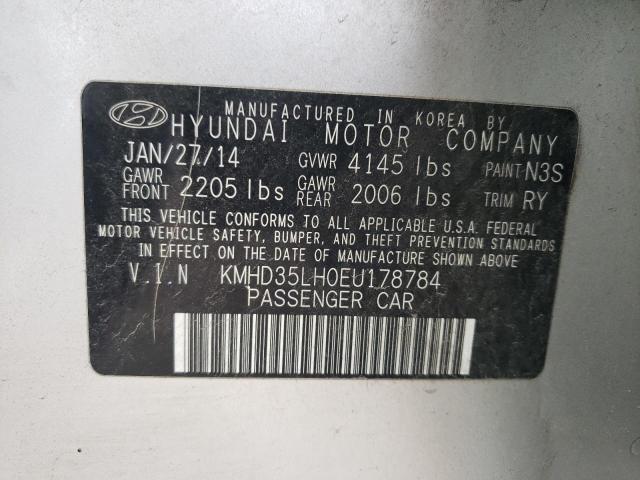 MANUFACTURED IN KOREA BY
HYUNDAI MOTOR COMPANY
JAN/27/14 GVWR 4145 lbs PAINT N3S
GAWR FRONT 2205 lbs GAWR REAR 2006 lbs TRIM RY
THIS VEHICLE CONFORMS TO ALL APPLICABLE U.S.A. FEDERAL
MOTOR VEHICLE SAFETY, BUMPER, AND THEFT PREVENTION STANDARDS
IN EFFECT ON THE DATE OF MANUFACTURE SHOWN ABOVE.
V.I.N KMHD35LH0EU178784
PASSENGER CAR